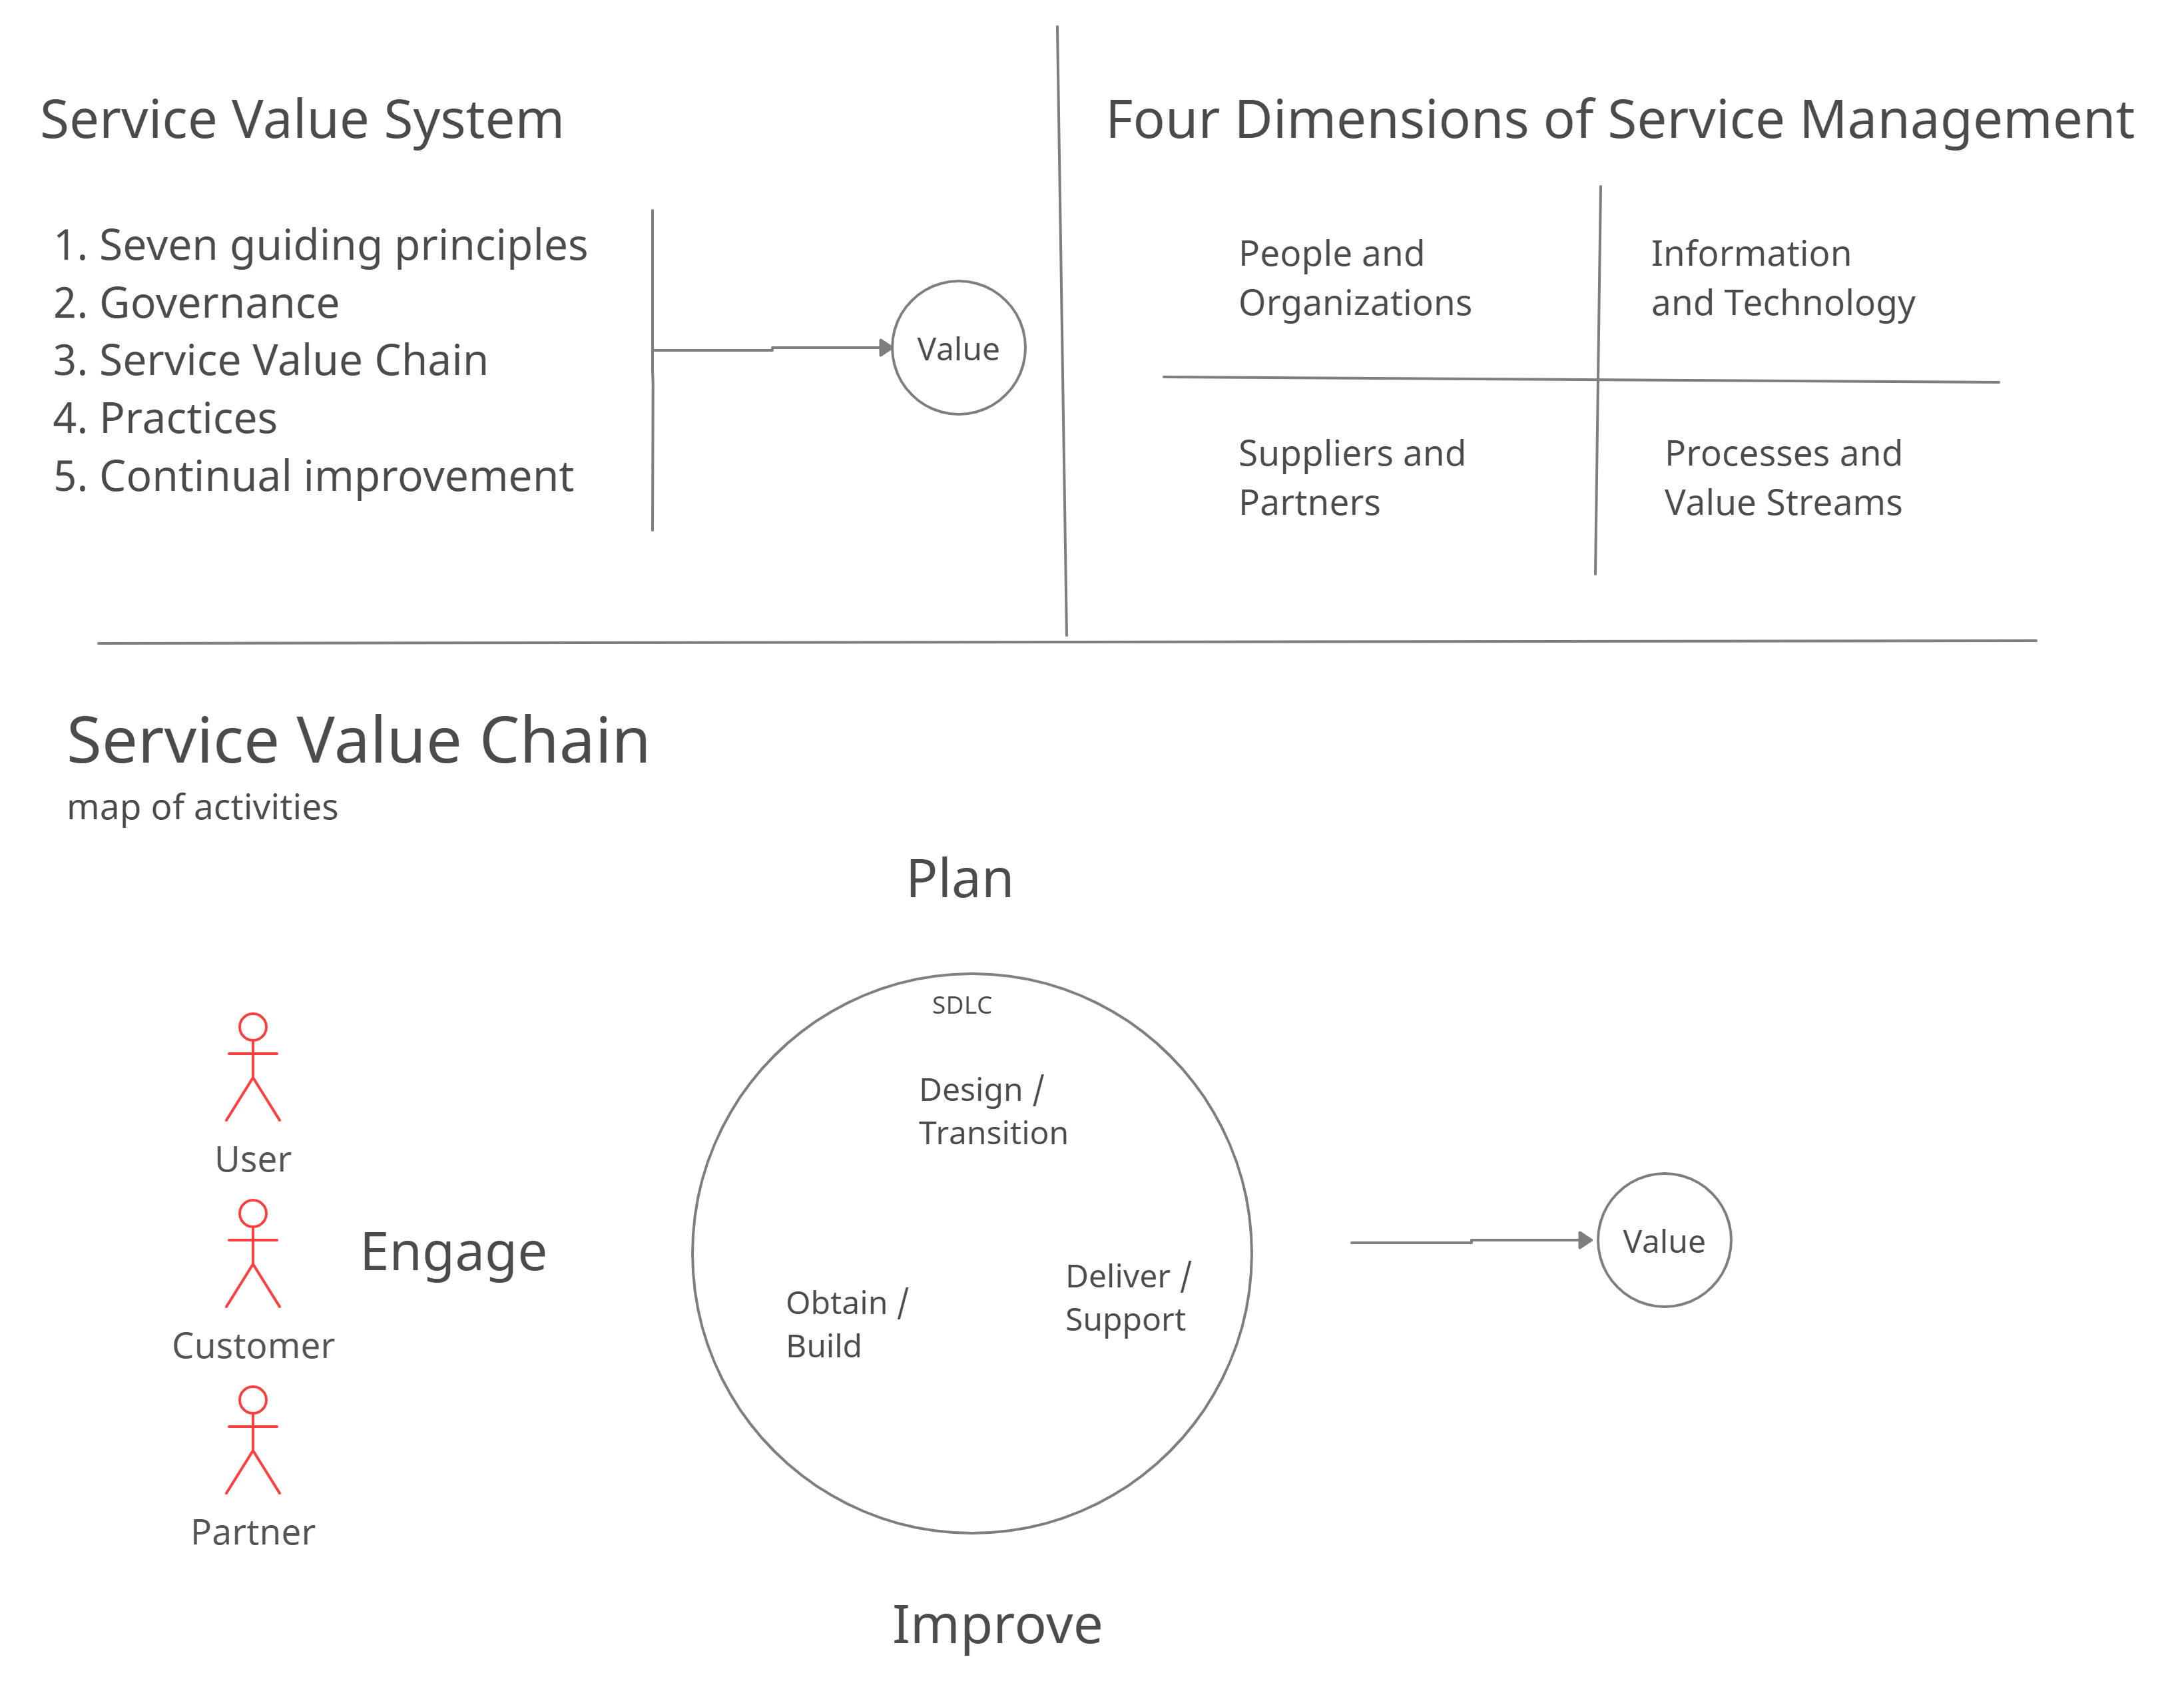 Service Value System
1. Seven guiding principles
2. Governance
3. Service Value Chain
4. Practices
5. Continual improvement
Value
Four Dimensions of Service Management
People and
Organizations
Information
and Technology
Suppliers and
Partners
Processes and
Value Streams
Service Value Chain
map of activities
Plan
SDLC
Design /
Transition
User
Customer
Partner
Engage
Obtain /
Build
Deliver /
Support
Value
Improve